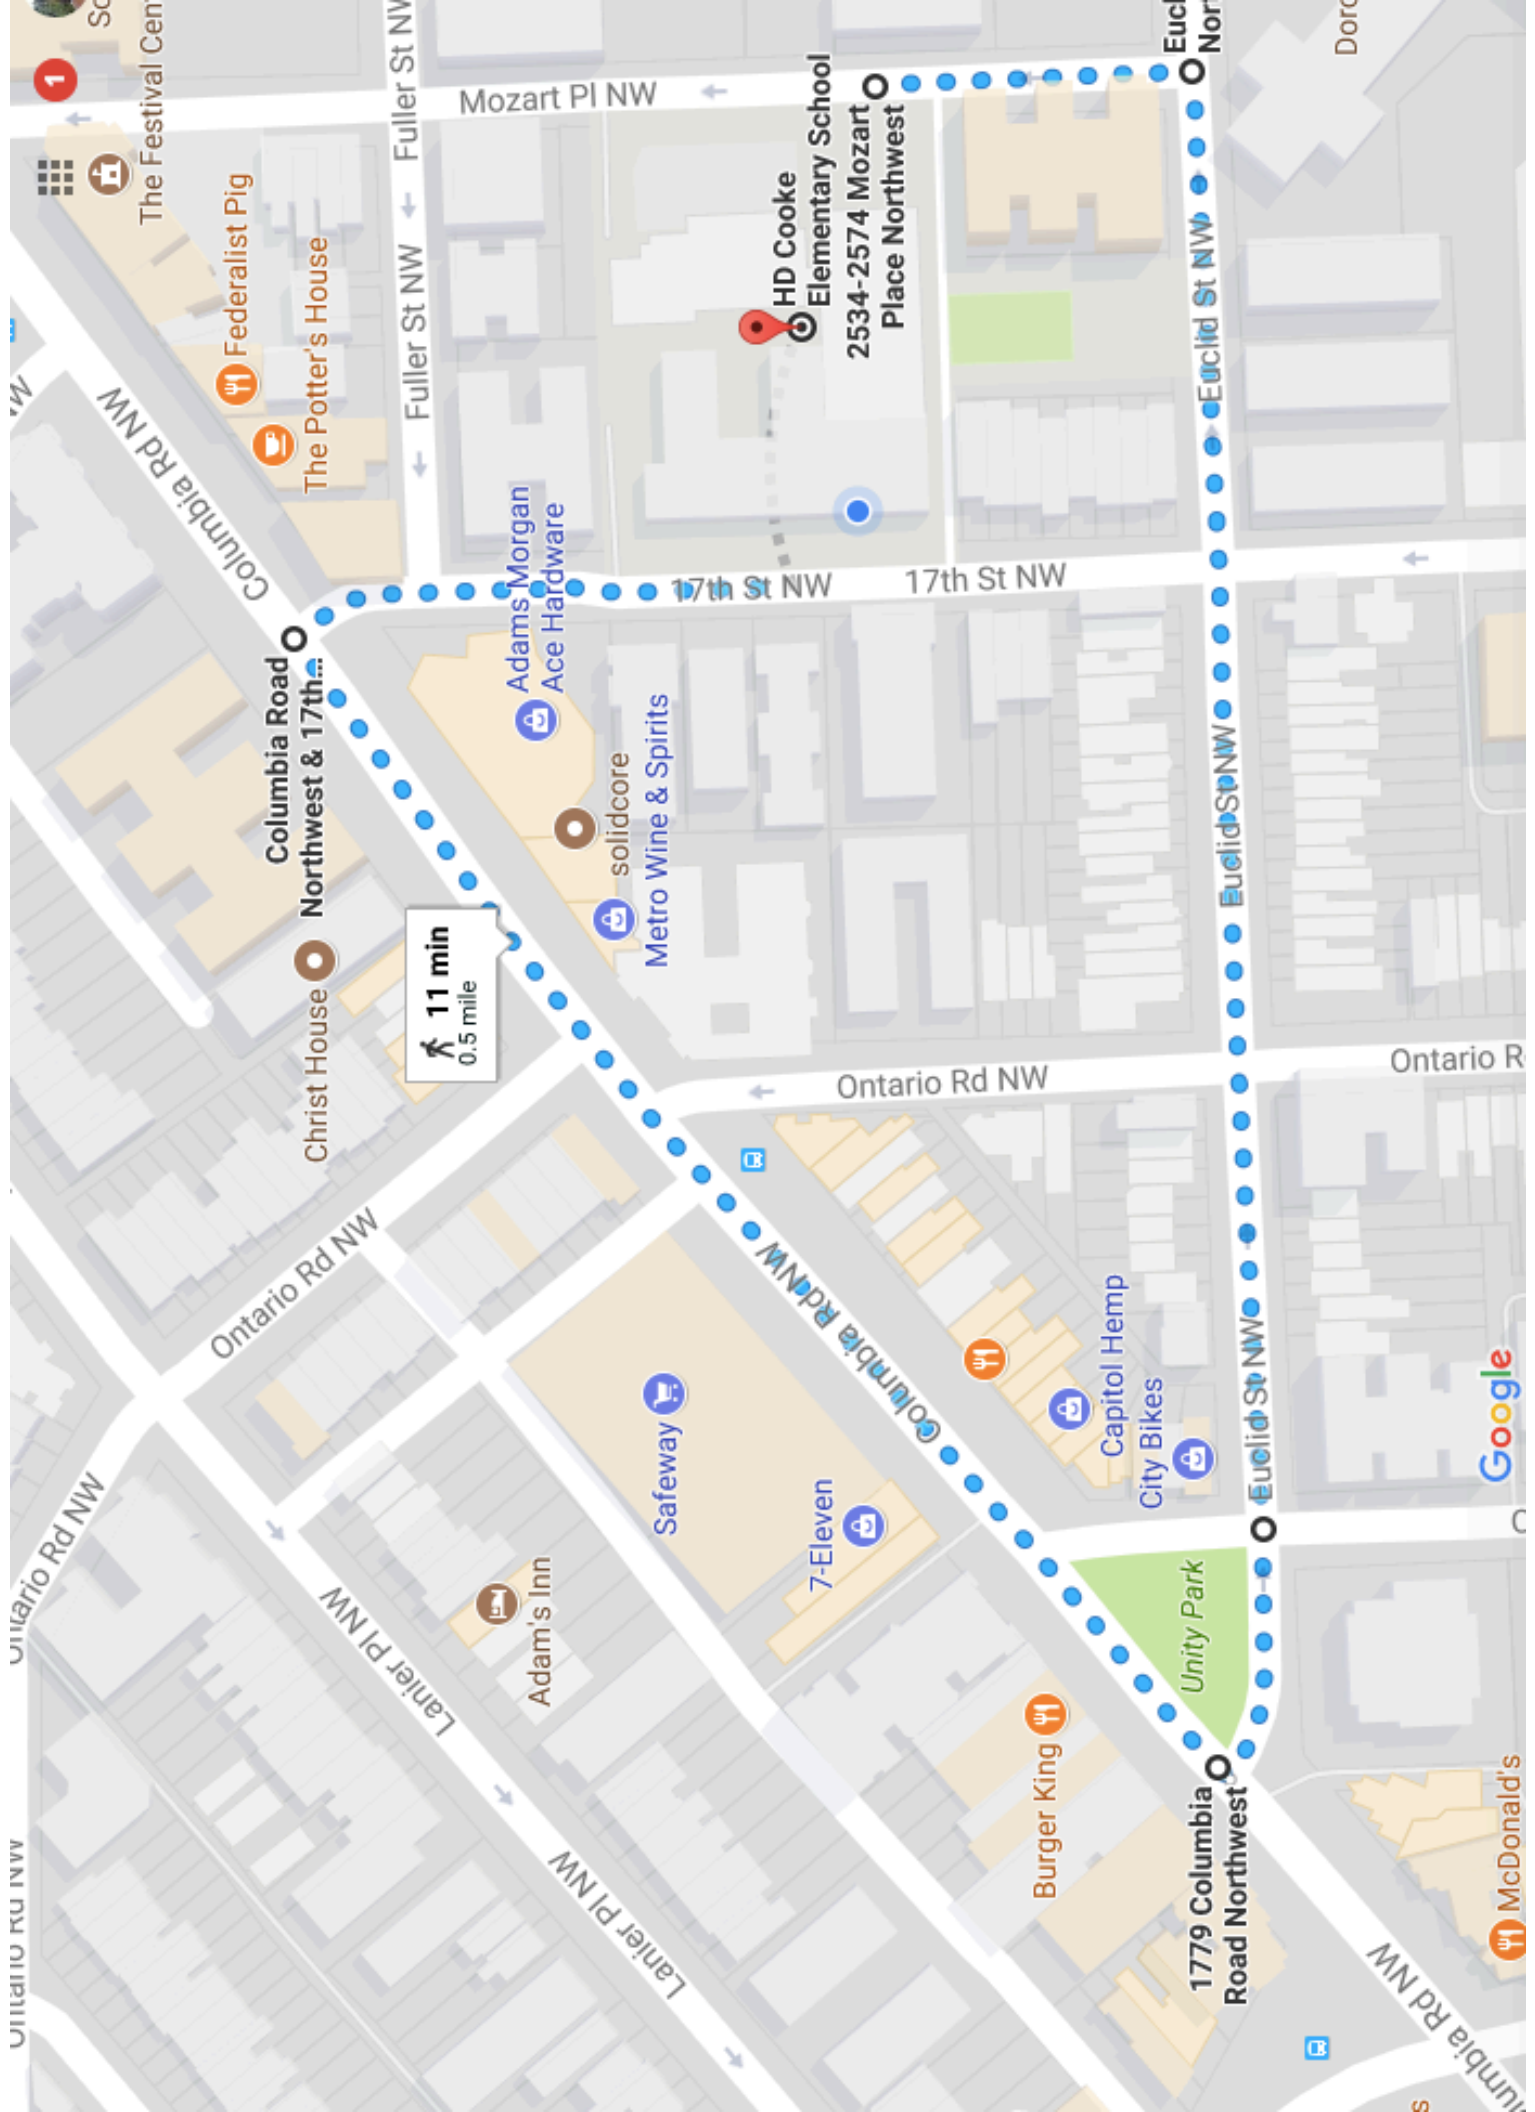 1
The Festival Cen
Federalist Pig
The Potter's House
Fuller St NW
Fuller St NW
Mozart Pl NW
HD Cooke
Elementary School
2534-2574 Mozart
Place Northwest
Columbia Rd NW
Columbia Road
Northwest & 17th...
Adams Morgan
Ace Hardware
17th St NW
17th St NW
Euclid St NW
Christ House
11 min
0.5 mile
solidcore
Metro Wine & Spirits
Euclid St NW
Ontario Rd NW
Ontario R
Ontario Rd NW
Columbia Rd NW
Safeway
7-Eleven
Capitol Hemp
City Bikes
Euclid St NW
Google
Ontario Rd NW
Lanier Pl NW
Adam's Inn
Unity Park
Burger King
1779 Columbia
Road Northwest
McDonald's
Lanier Pl NW
Columbia Rd NW